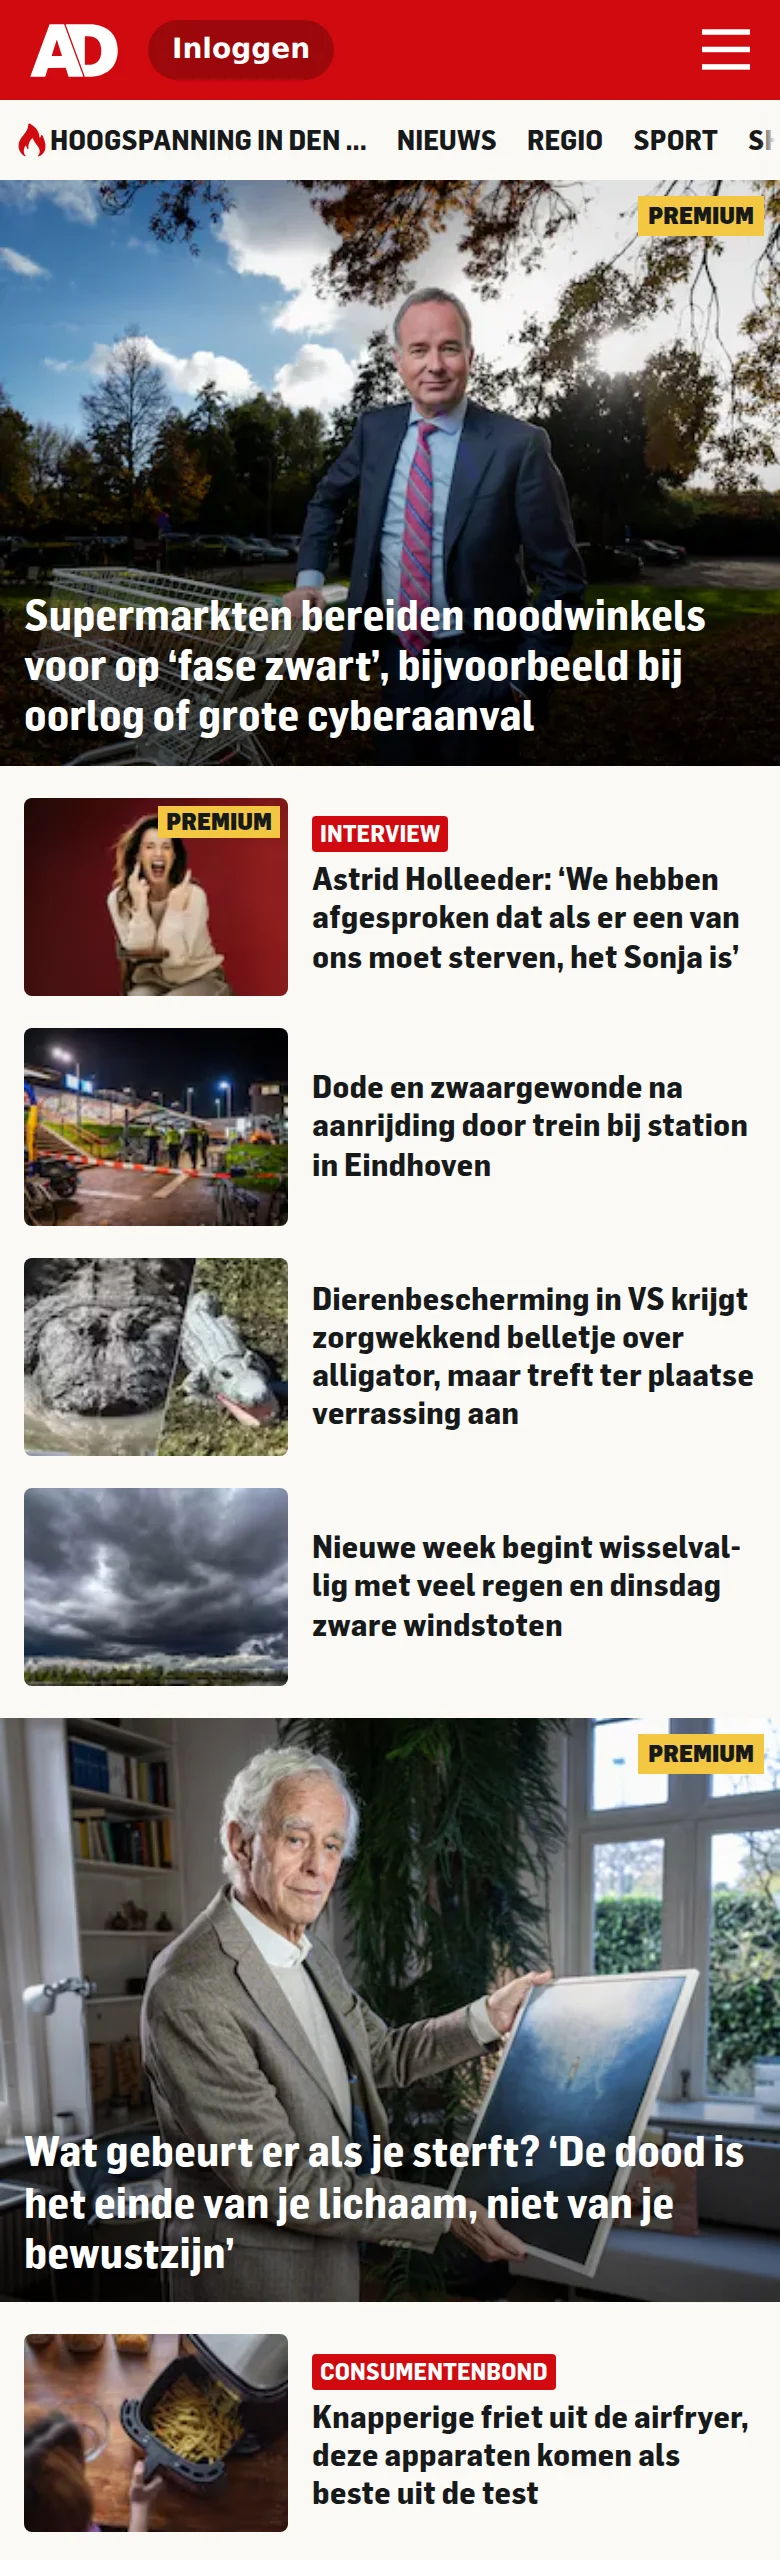 AD
Inloggen
HOOGSPANNING IN DEN ...
NIEUWS
REGIO
SPORT
PREMIUM
Supermarkten bereiden noodwinkels
voor op ‘fase zwart’, bijvoorbeeld bij
oorlog of grote cyberaanval
PREMIUM
INTERVIEW
Astrid Holleeder: ‘We hebben
afgesproken dat als er een van
ons moet sterven, het Sonja is’
Dode en zwaargewonde na
aanrijding door trein bij station
in Eindhoven
Dierenbescherming in VS krijgt
zorgwekkend belletje over
alligator, maar treft ter plaatse
verrassing aan
Nieuwe week begint wisselval-
lig met veel regen en dinsdag
zware windstoten
PREMIUM
Wat gebeurt er als je sterft? ‘De dood is
het einde van je lichaam, niet van je
bewustzijn’
CONSUMENTENBOND
Knapperige friet uit de airfryer,
deze apparaten komen als
beste uit de test